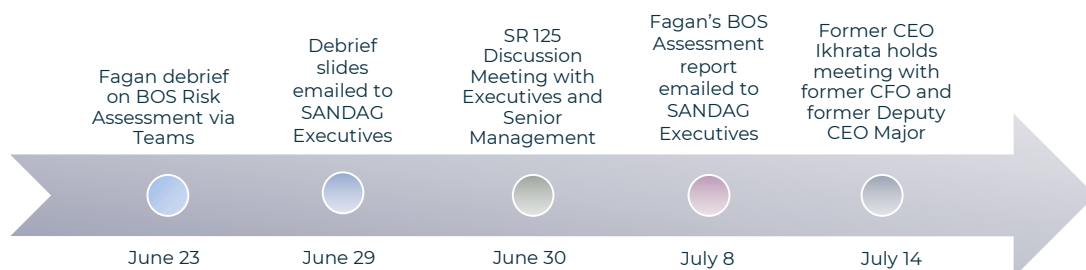 Fagan debrief
on BOS Risk
Assessment via
Teams
Debrief
slides
emailed to
SANDAG
Executives
SR 125
Discussion
Meeting with
Executives and
Senior
Management
Fagan’s BOS
Assessment
report
emailed to
SANDAG
Executives
Former CEO
Ikhrata holds
meeting with
former CFO and
former Deputy
CEO Major
June 23
June 29
June 30
July 8
July 14